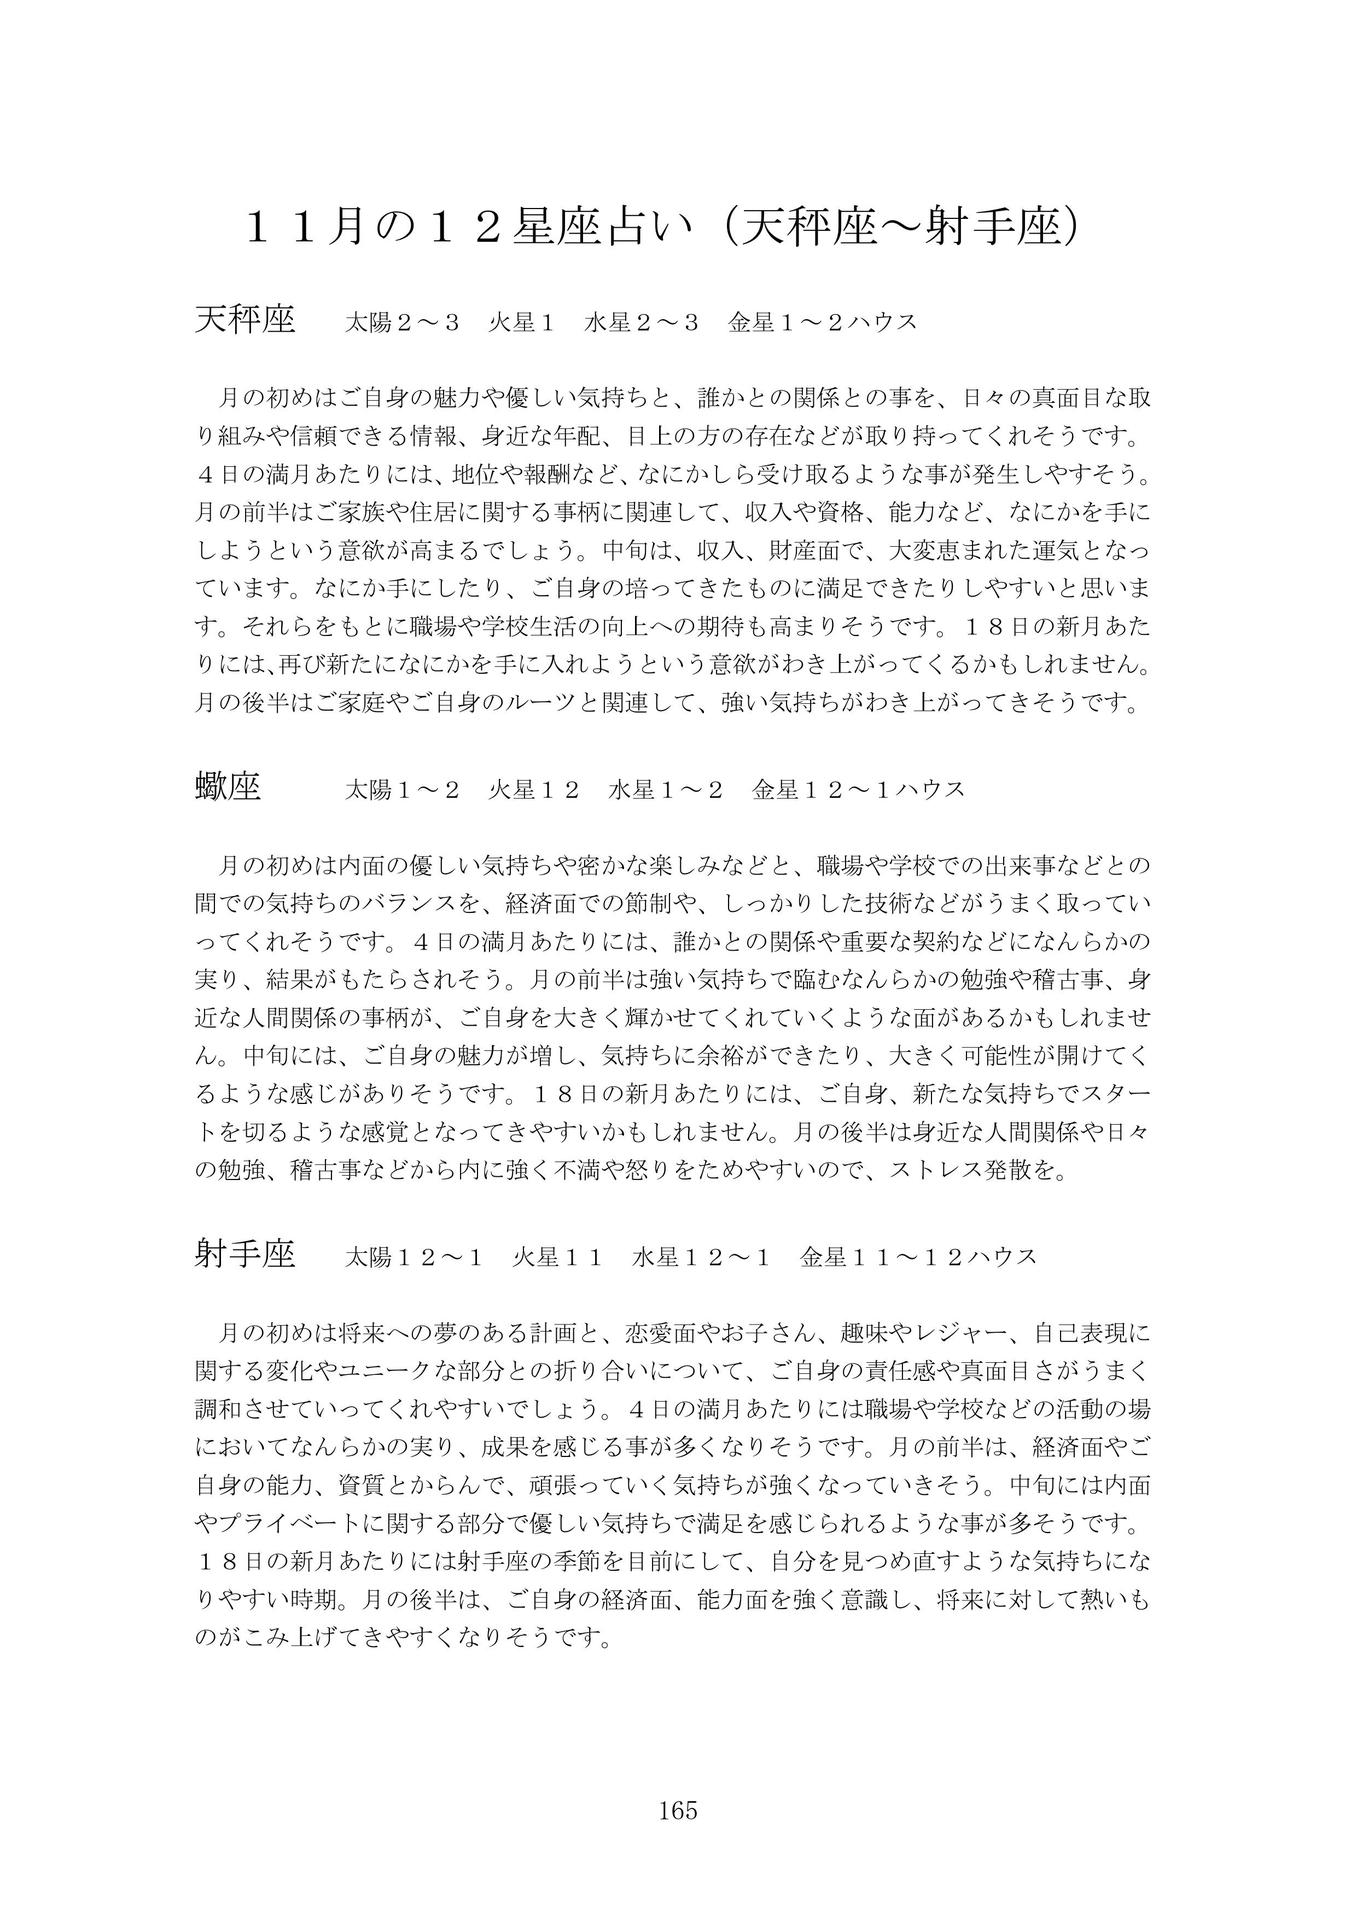 １１月の１２星座占い（天秤座～射手座）
天秤座　太陽２～３　火星１　水星２～３　金星１～２ハウス
　月の初めはご自身の魅力や優しい気持ちと、誰かとの関係との事を、日々の真面目な取
り組みや信頼できる情報、身近な年配、目上の方の存在などが取り持ってくれそうです。
４日の満月あたりには、地位や報酬など、なにかしら受け取るような事が発生しやすそう。
月の前半はご家族や住居に関する事柄に関連して、収入や資格、能力など、なにかを手に
しようという意欲が高まるでしょう。中旬は、収入、財産面で、大変恵まれた運気となっ
ています。なにか手にしたり、ご自身の培ってきたものに満足できたりしやすいと思いま
す。それらをもとに職場や学校生活の向上への期待も高まりそうです。１８日の新月あた
りには、再び新たになにかを手に入れようという意欲がわき上がってくるかもしれません。
月の後半はご家庭やご自身のルーツと関連して、強い気持ちがわき上がってきそうです。
蠍座　太陽１～２　火星１２　水星１～２　金星１２～１ハウス
　月の初めは内面の優しい気持ちや密かな楽しみなどと、職場や学校での出来事などとの
間での気持ちのバランスを、経済面での節制や、しっかりした技術などがうまく取ってい
ってくれそうです。４日の満月あたりには、誰かとの関係や重要な契約などになんらかの
実り、結果がもたらされそう。月の前半は強い気持ちで臨むなんらかの勉強や稽古事、身
近な人間関係の事柄が、ご自身を大きく輝かせてくれていくような面があるかもしれませ
ん。中旬には、ご自身の魅力が増し、気持ちに余裕ができたり、大きく可能性が開けてく
るような感じがありそうです。１８日の新月あたりには、ご自身、新たな気持ちでスター
トを切るような感覚となってきやすいかもしれません。月の後半は身近な人間関係や日々
の勉強、稽古事などから内に強く不満や怒りをためやすいので、ストレス発散を。
射手座　太陽１２～１　火星１１　水星１２～１　金星１１～１２ハウス
　月の初めは将来への夢のある計画と、恋愛面やお子さん、趣味やレジャー、自己表現に
関する変化やユニークな部分との折り合いについて、ご自身の責任感や真面目さがうまく
調和させていってくれやすいでしょう。４日の満月あたりには職場や学校などの活動の場
においてなんらかの実り、成果を感じる事が多くなりそうです。月の前半は、経済面やご
自身の能力、資質とからんで、頑張っていく気持ちが強くなっていきそう。中旬には内面
やプライベートに関する部分で優しい気持ちで満足を感じられるような事が多そうです。
１８日の新月あたりには射手座の季節を目前にして、自分を見つめ直すような気持ちにな
りやすい時期。月の後半は、ご自身の経済面、能力面を強く意識し、将来に対して熱いも
のがこみ上げてきやすくなりそうです。
165